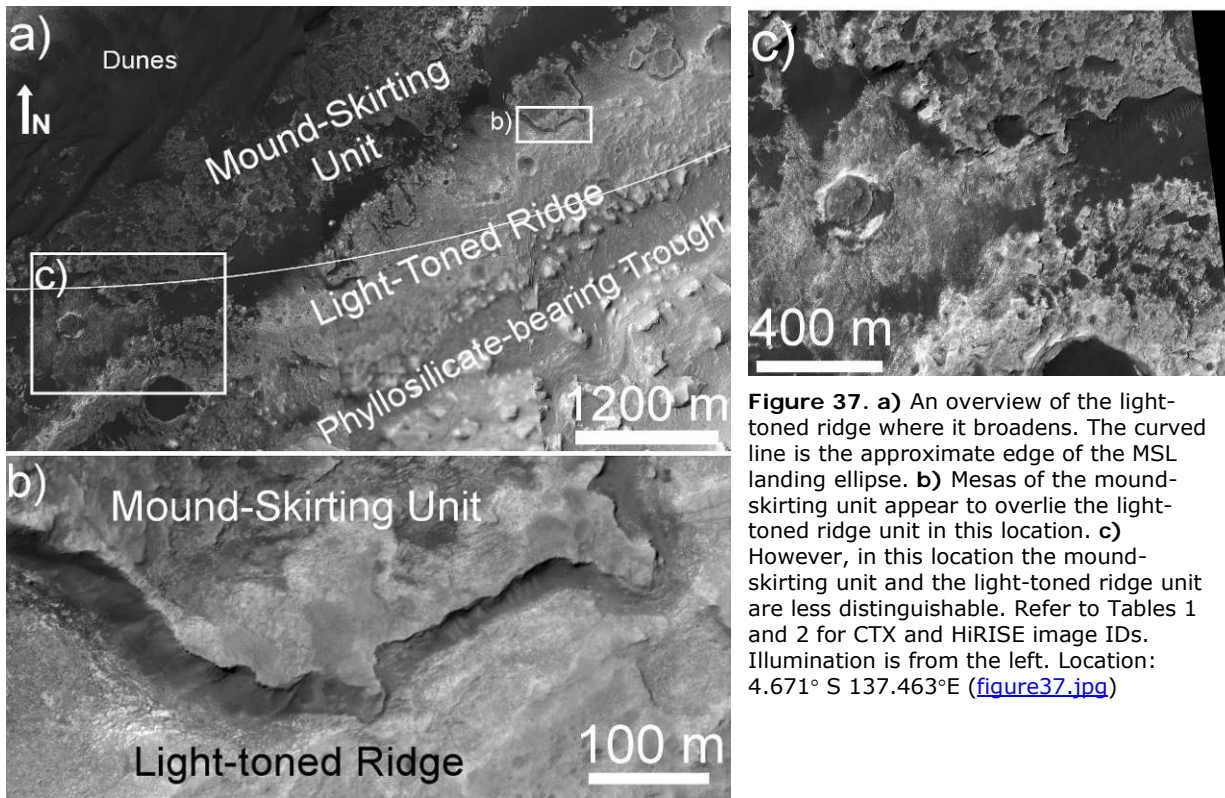 a)
Dunes
N
Mound-Skirting
Unit
b)
c)
Light-Toned Ridge
Phyllosilicate-bearing Trough
1200 m
b)
Mound-Skirting Unit
Light-toned Ridge
100 m
c)
400 m
Figure 37. a) An overview of the light-
toned ridge where it broadens. The curved
line is the approximate edge of the MSL
landing ellipse. b) Mesas of the mound-
skirting unit appear to overlie the light-
toned ridge unit in this location. c)
However, in this location the mound-
skirting unit and the light-toned ridge unit
are less distinguishable. Refer to Tables 1
and 2 for CTX and HiRISE image IDs.
Illumination is from the left. Location:
4.671° S 137.463°E (figure37.jpg)